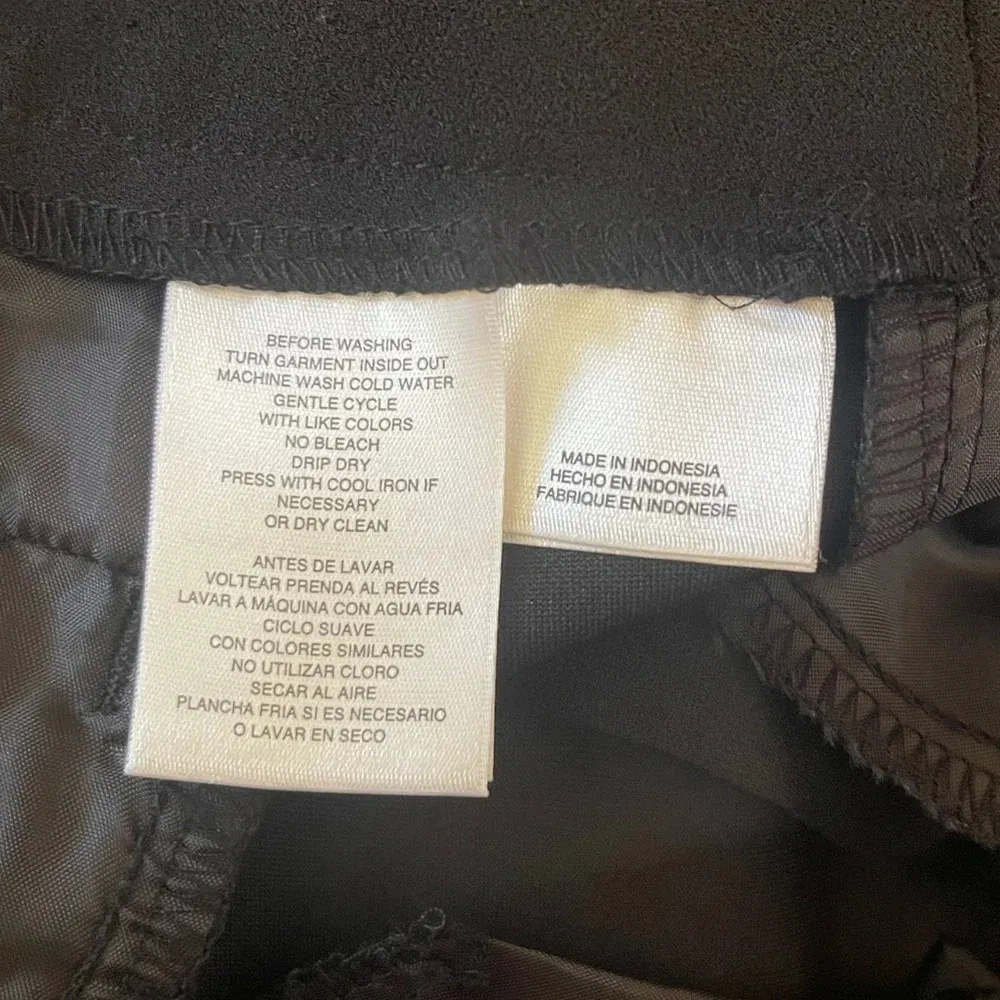 BEFORE WASHING
TURN GARMENT INSIDE OUT
MACHINE WASH COLD WATER
GENTLE CYCLE
WITH LIKE COLORS
NO BLEACH
DRIP DRY
PRESS WITH COOL IRON IF
NECESSARY
OR DRY CLEAN
ANTES DE LAVAR
VOLTEAR PRENDA AL REVÉS
LAVAR A MÁQUINA CON AGUA FRIA
CICLO SUAVE
CON COLORES SIMILARES
NO UTILIZAR CLORO
SECAR AL AIRE
PLANCHA FRIA SI ES NECESARIO
O LAVAR EN SECO
MADE IN INDONESIA
HECHO EN INDONESIA
FABRIQUE EN INDONESIE